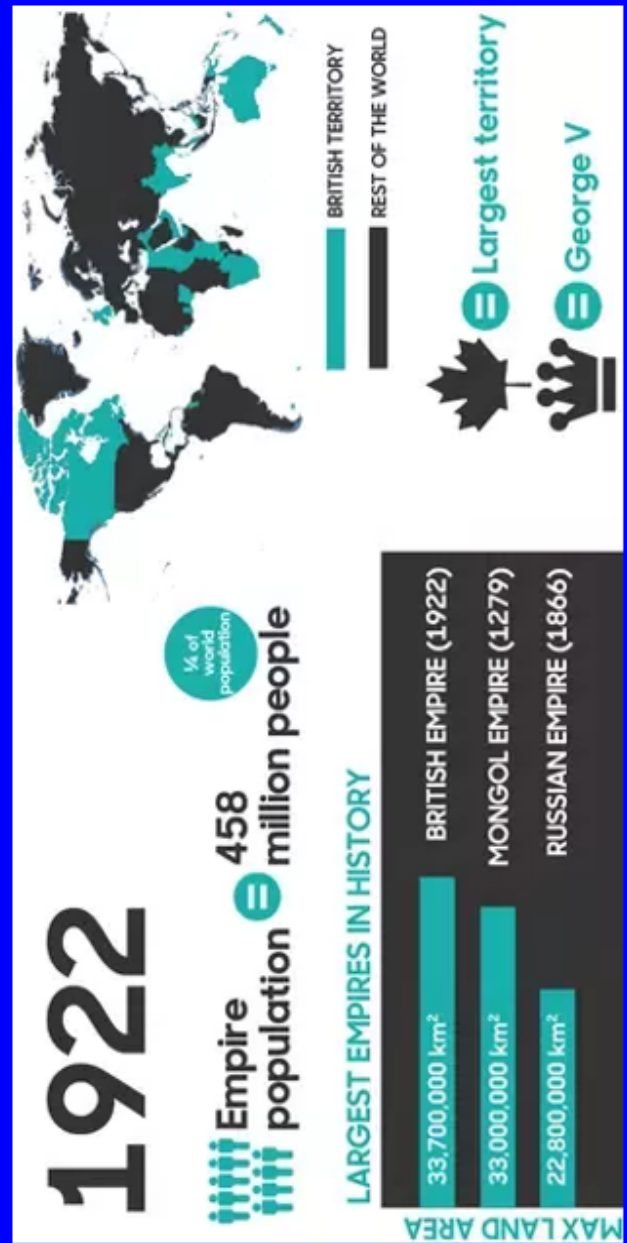 1922
Empire
population = 458
million people
¼ of
world
population
BRITISH TERRITORY
REST OF THE WORLD
LARGEST EMPIRES IN HISTORY
MAX LAND AREA
33,700,000 km² BRITISH EMPIRE (1922)
33,000,000 km² MONGOL EMPIRE (1279)
22,800,000 km² RUSSIAN EMPIRE (1866)
= Largest territory
= George V